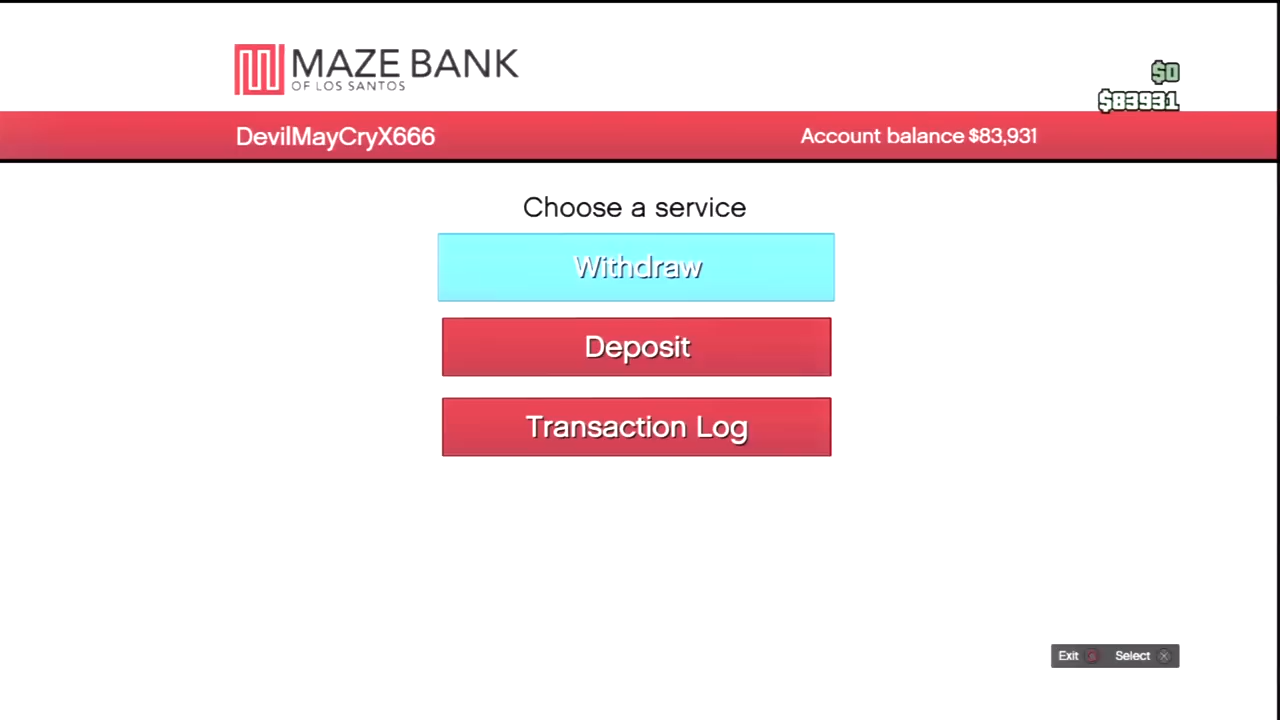 MAZE BANK
OF LOS SANTOS
$0
$83931
DevilMayCryX666
Account balance $83,931
Choose a service
Withdraw
Deposit
Transaction Log
Exit
Select